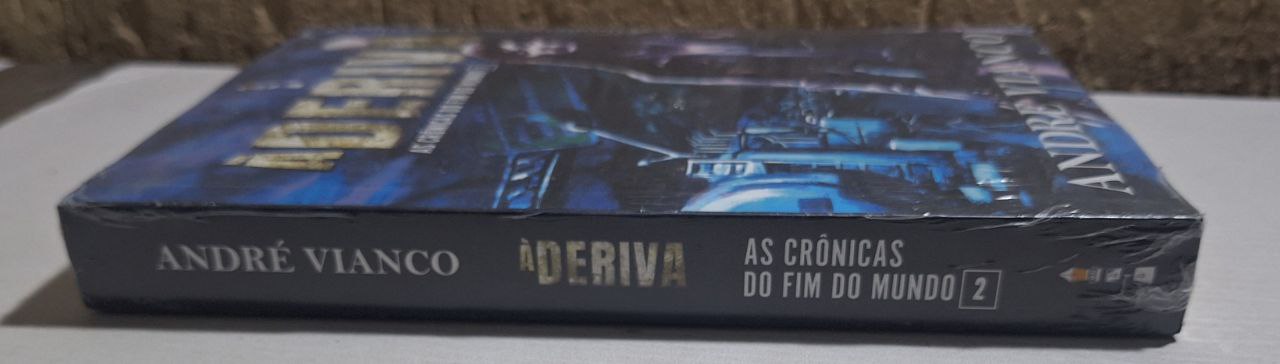 À DERIVA
ANDRÉ VIANCO
ANDRÉ VIANCO
À DERIVA
AS CRÔNICAS
DO FIM DO MUNDO 2